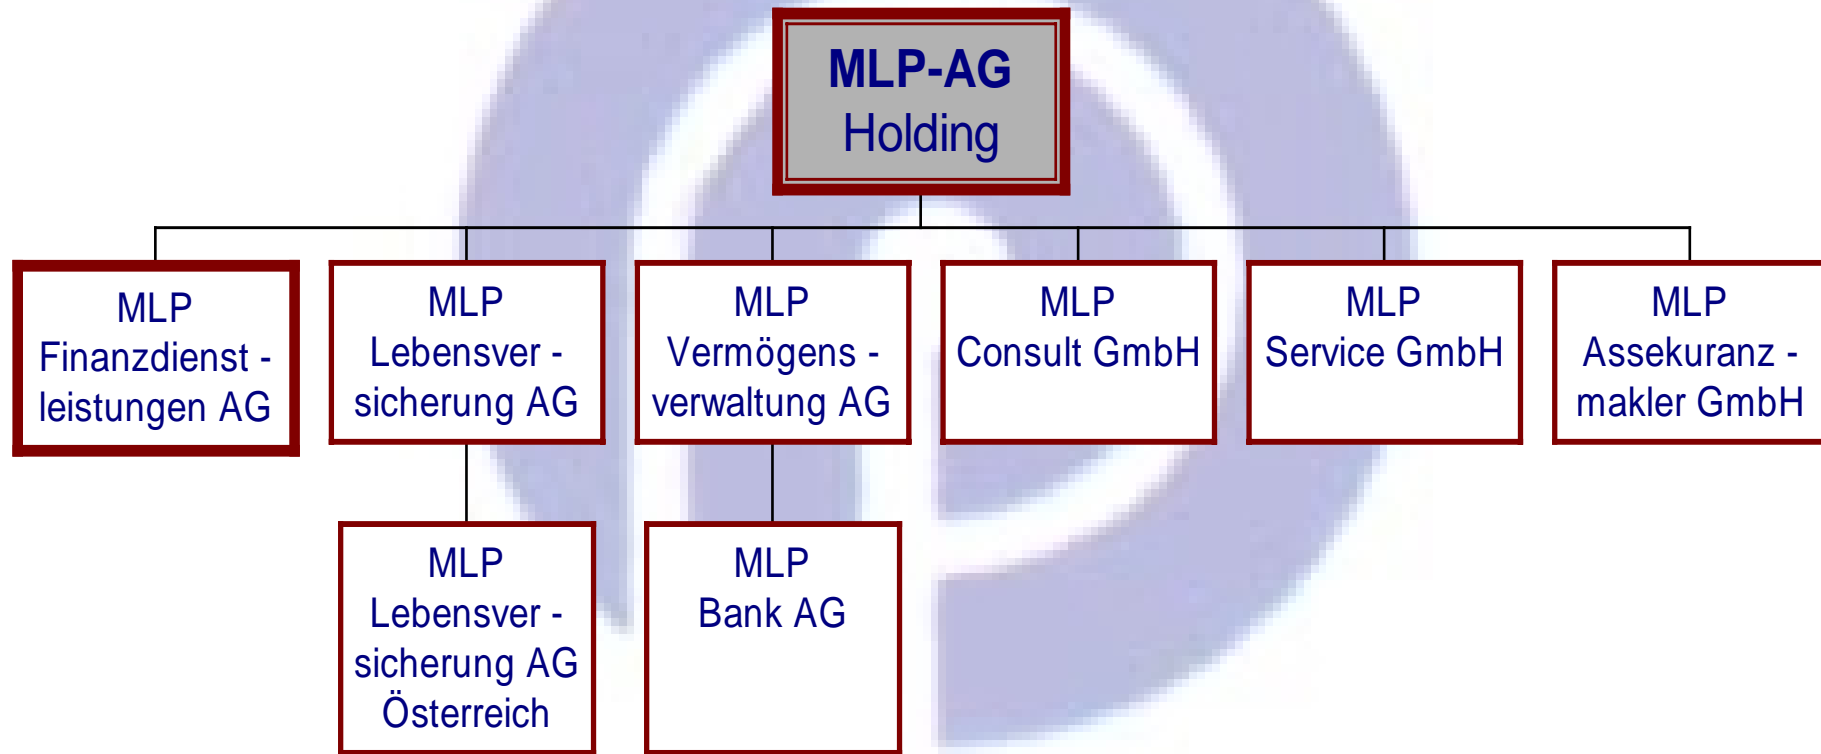 MLP-AG
Holding
MLP
Finanzdienst -
leistungen AG
MLP
Lebensver -
sicherung AG
MLP
Vermögens -
verwaltung AG
MLP
Consult GmbH
MLP
Service GmbH
MLP
Assekuranz -
makler GmbH
MLP
Lebensver -
sicherung AG
Österreich
MLP
Bank AG